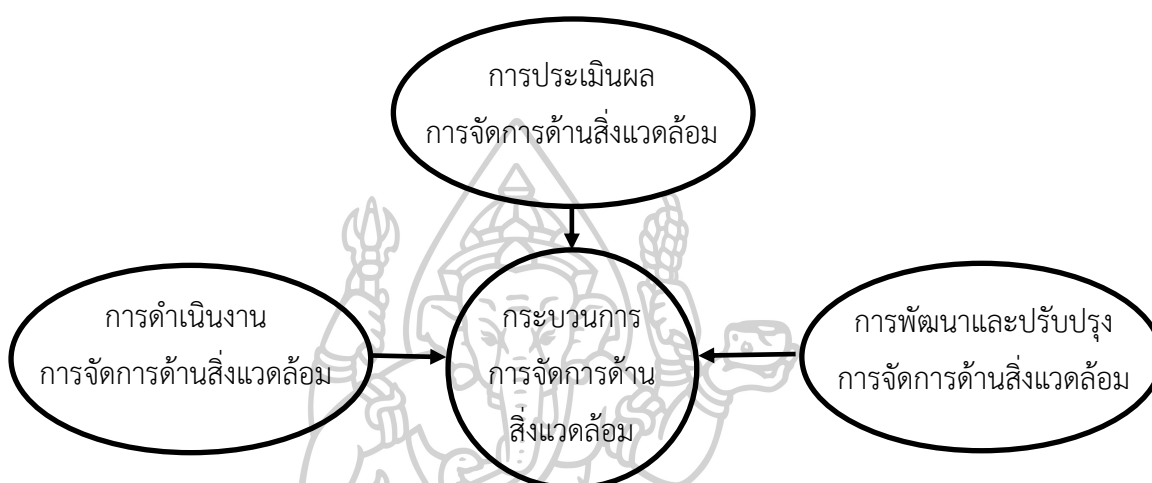 การประเมินผล
การจัดการด้านสิ่งแวดล้อม
การดำเนินงาน
การจัดการด้านสิ่งแวดล้อม
กระบวนการ
การจัดการด้าน
สิ่งแวดล้อม
การพัฒนาและปรับปรุง
การจัดการด้านสิ่งแวดล้อม